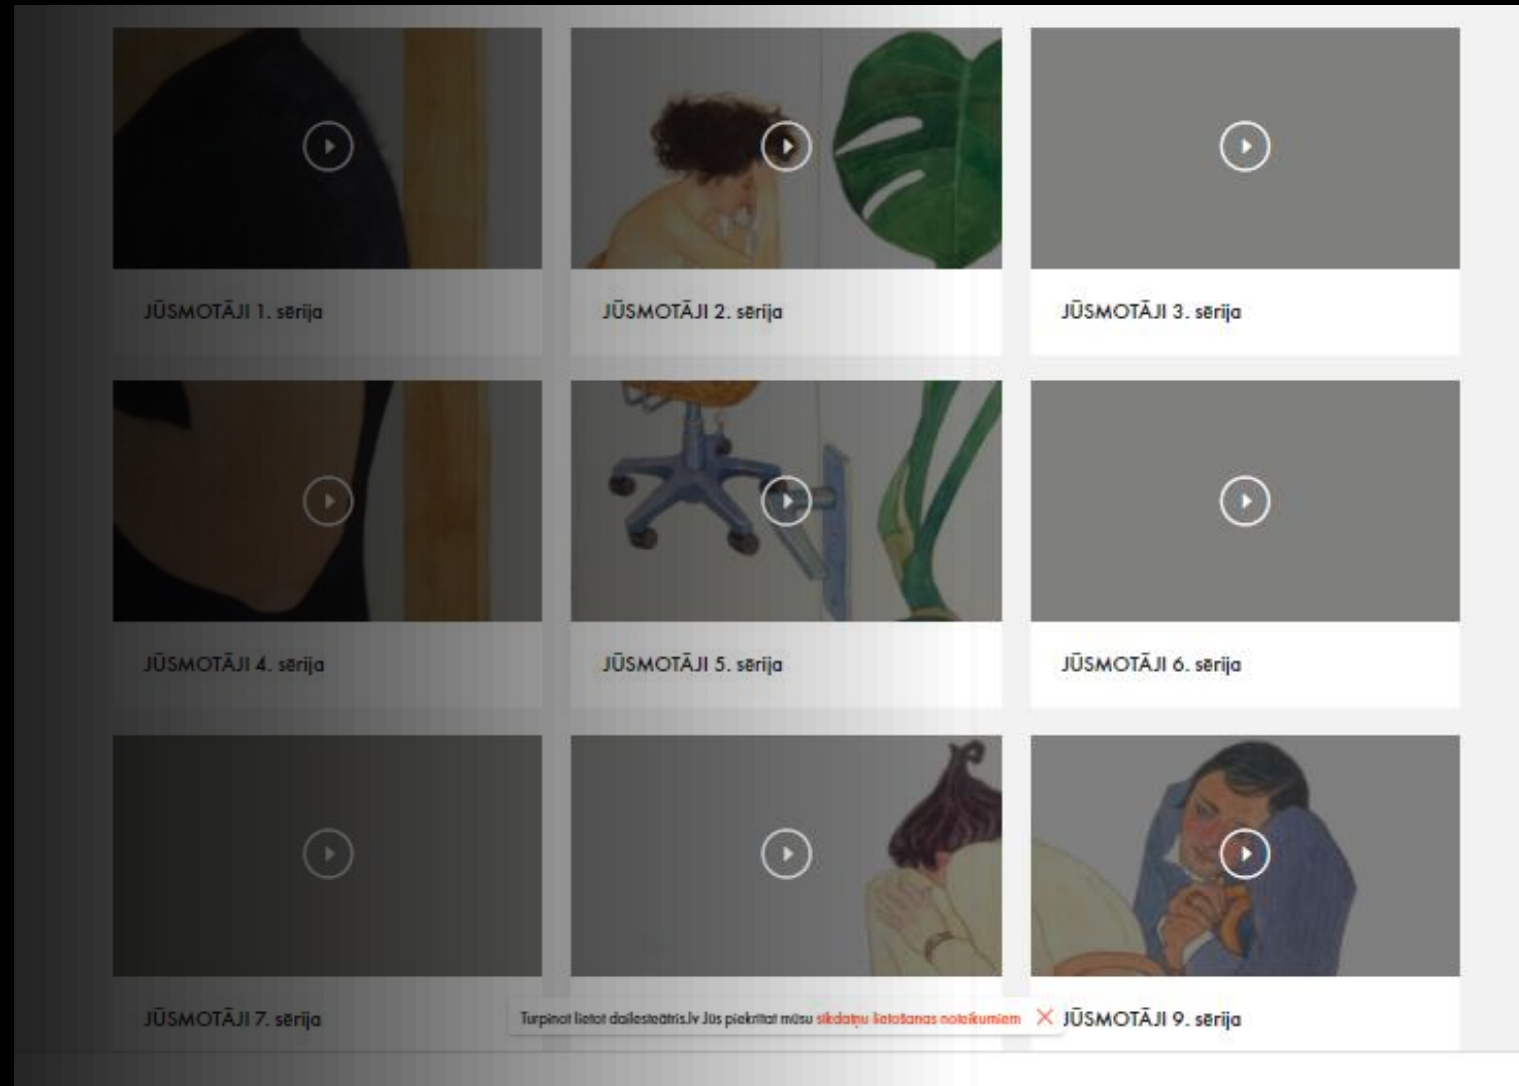 JŪSMOTĀJI 1. sērija
JŪSMOTĀJI 2. sērija
JŪSMOTĀJI 3. sērija
JŪSMOTĀJI 4. sērija
JŪSMOTĀJI 5. sērija
JŪSMOTĀJI 6. sērija
JŪSMOTĀJI 7. sērija
Turpinot lietot dailesteātris.lv Jūs piekrītat mūsu sīkdatņu lietošanas noteikumiem
JŪSMOTĀJI 9. sērija